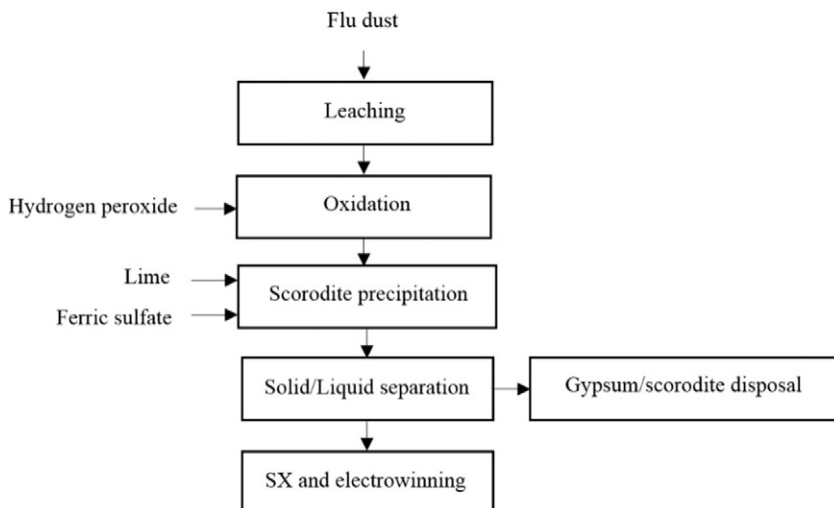 Flu dust
Leaching
Hydrogen peroxide
Oxidation
Lime
Ferric sulfate
Scorodite precipitation
Solid/Liquid separation
Gypsum/scorodite disposal
SX and electrowinning